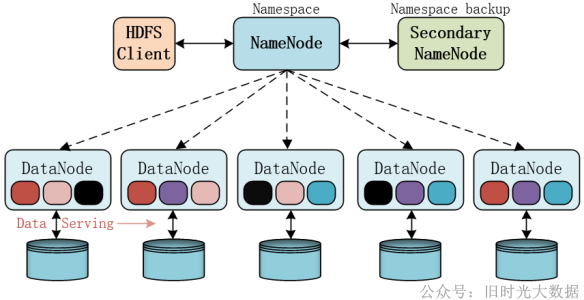 Namespace
Namespace backup
HDFS
Client
NameNode
Secondary
NameNode
DataNode
DataNode
DataNode
DataNode
DataNode
Data Serving
公众号: 旧时光大数据